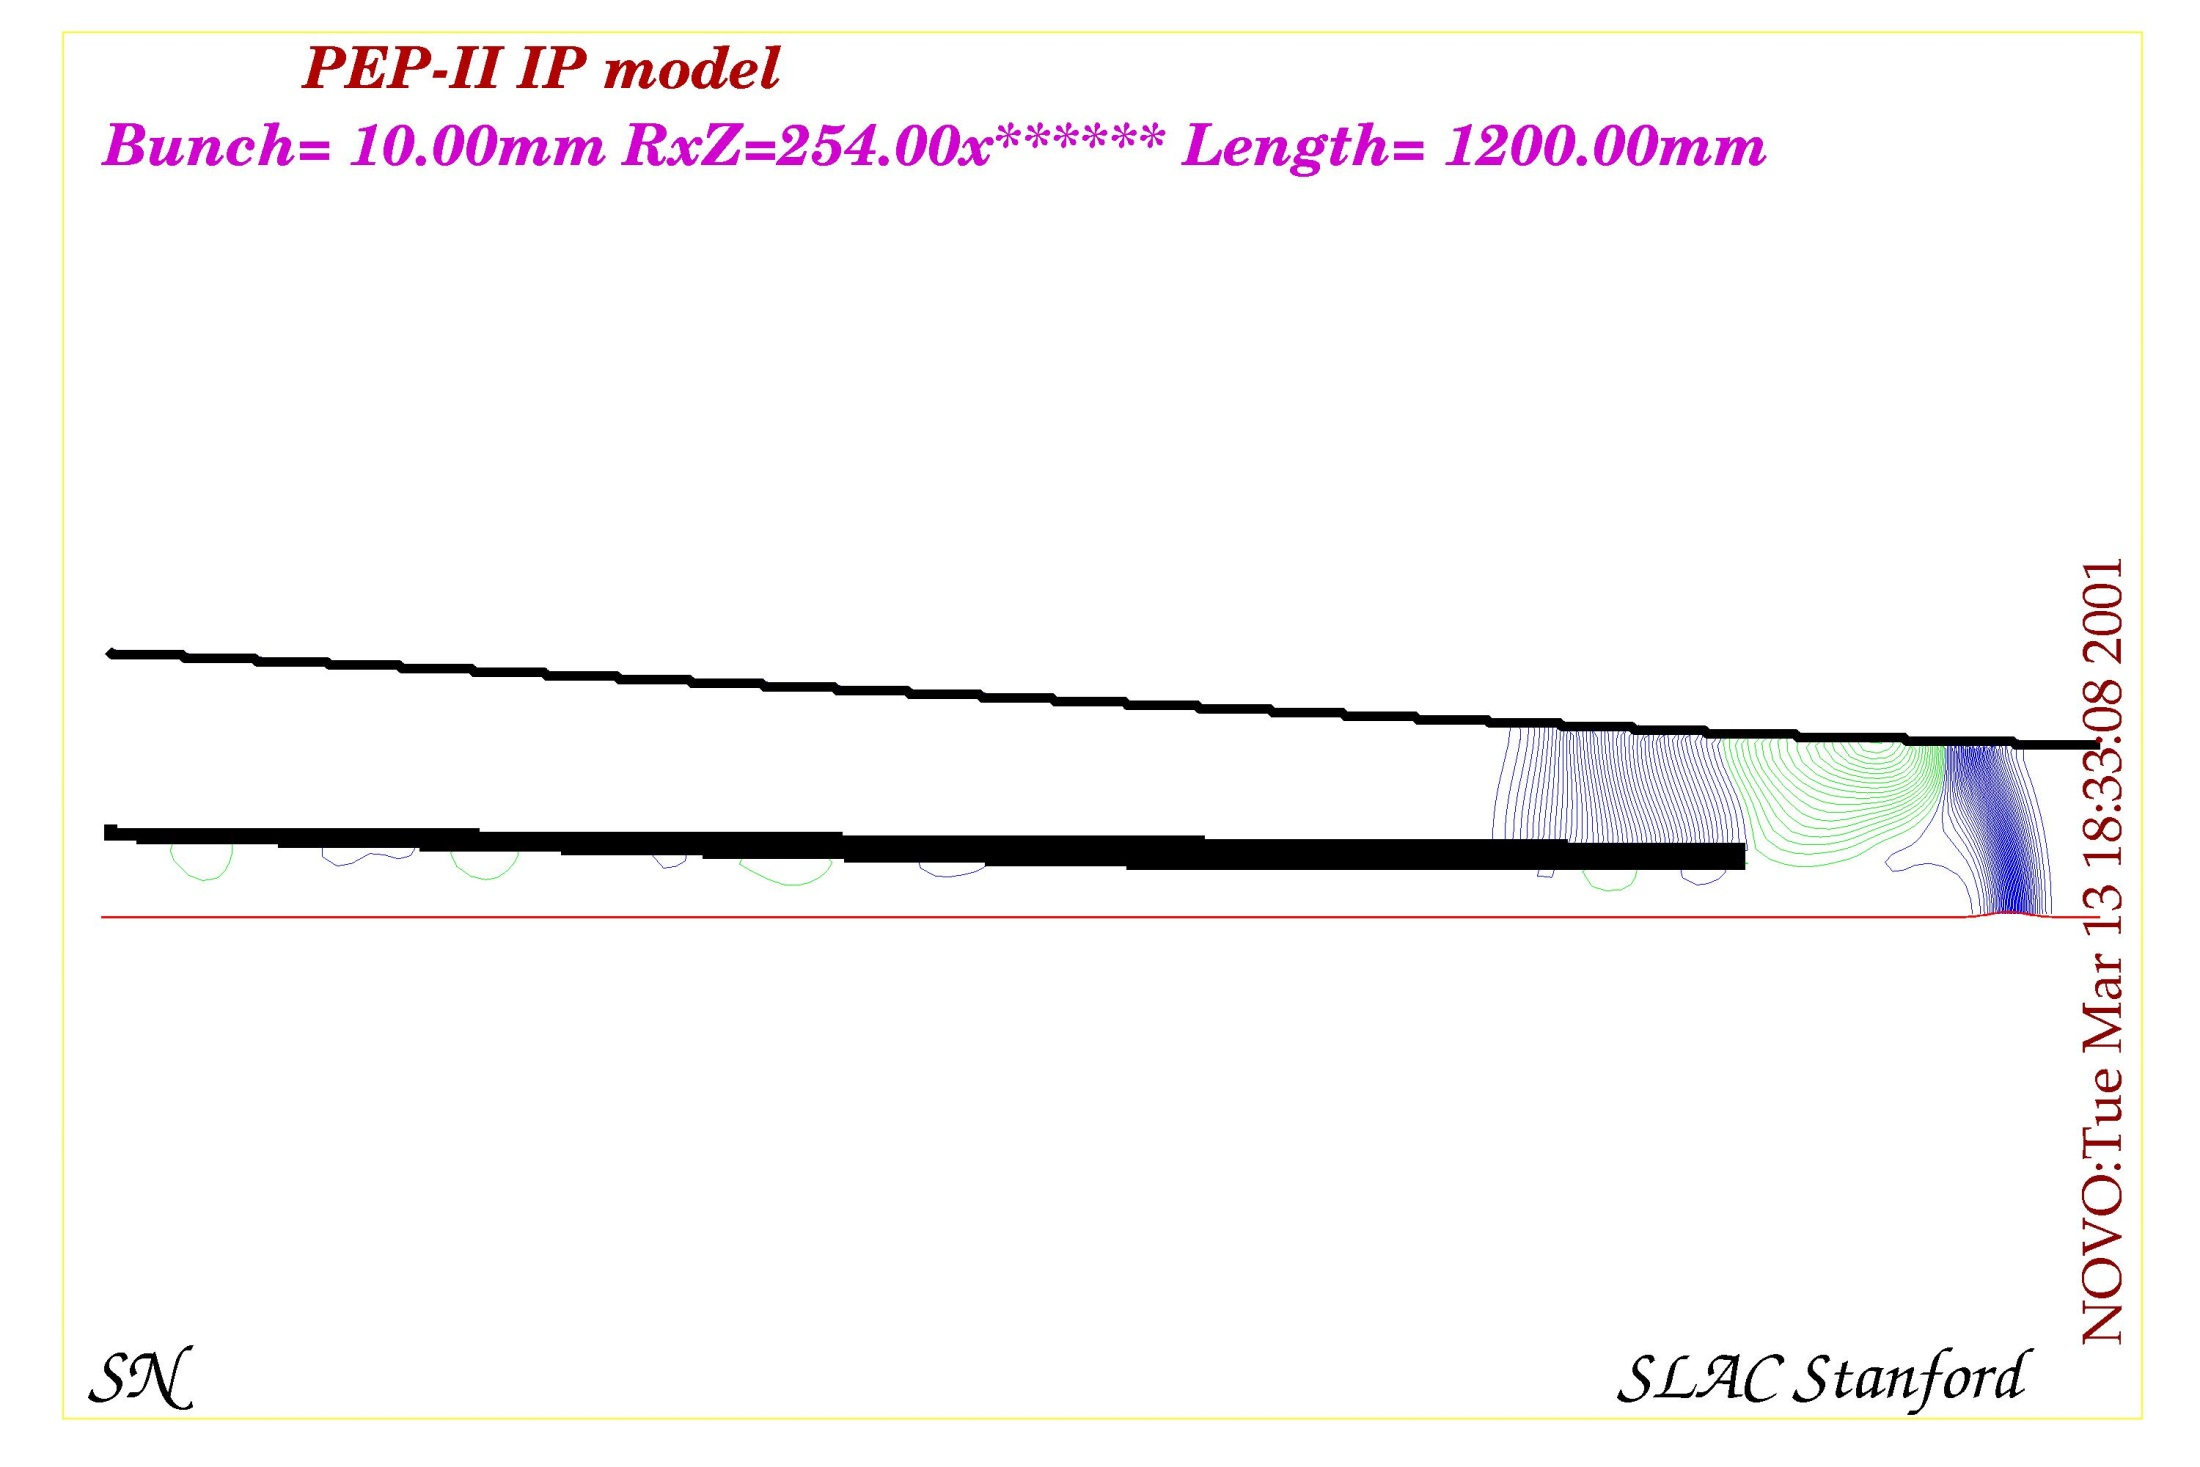 PEP-II IP model
Bunch= 10.00mm RxZ=254.00x****** Length= 1200.00mm
NOVO:Tue Mar 13 18:33:08 2001
SN
SLAC Stanford